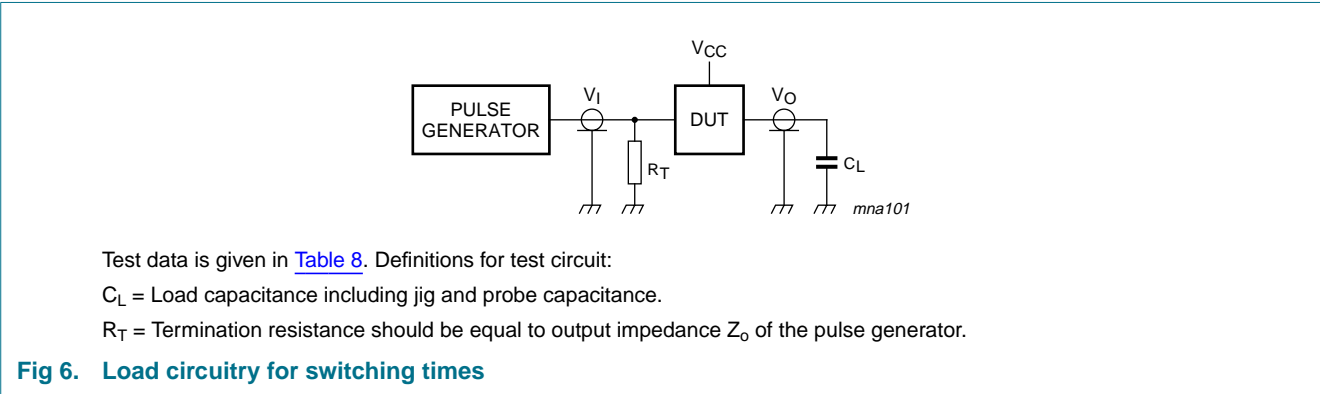 VCC
PULSE
GENERATOR
VI
DUT
VO
RT
CL
mna101
Test data is given in Table 8. Definitions for test circuit:
CL = Load capacitance including jig and probe capacitance.
RT = Termination resistance should be equal to output impedance Zo of the pulse generator.
Fig 6. Load circuitry for switching times